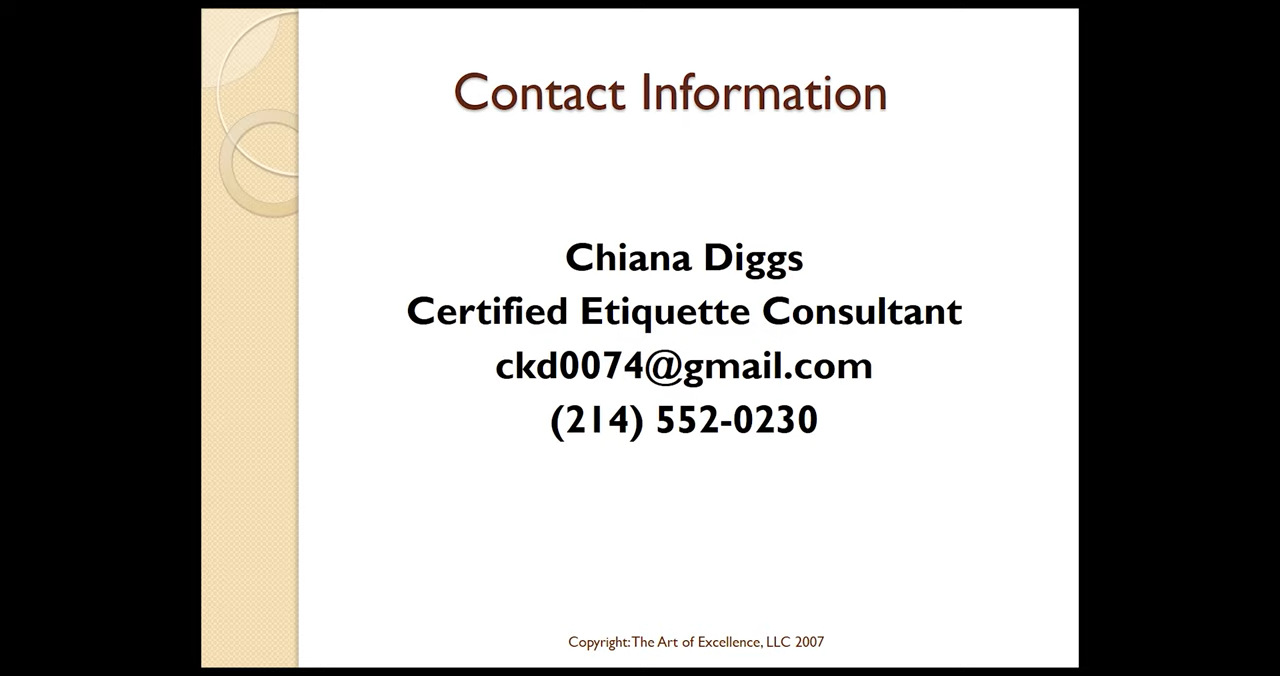 Contact Information
Chiana Diggs
Certified Etiquette Consultant
ckd0074@gmail.com
(214) 552-0230
Copyright: The Art of Excellence, LLC 2007